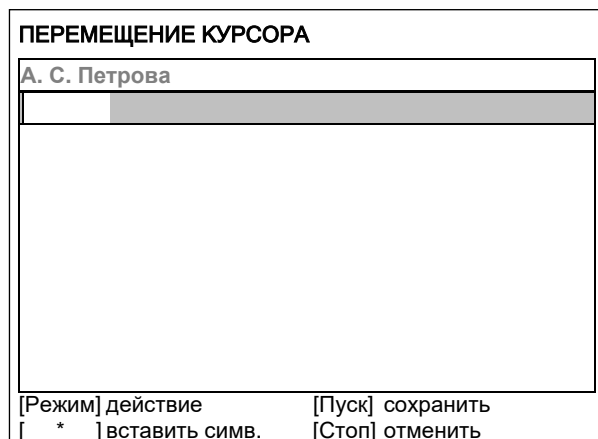 ПЕРЕМЕЩЕНИЕ КУРСОРА
А. С. Петрова
[Режим] действие [Пуск] сохранить
[ * ] вставить симв. [Стоп] отменить